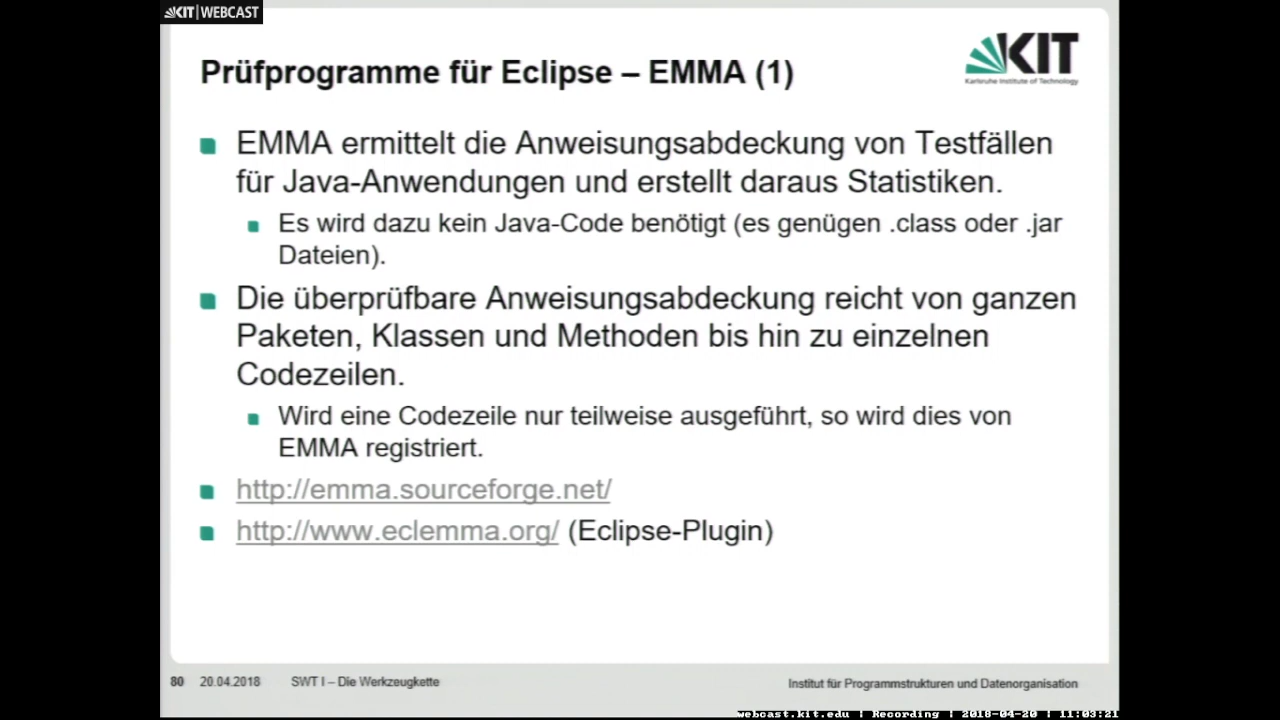 KIT | WEBCAST
Prüfprogramme für Eclipse – EMMA (1)
KIT
Karlsruhe Institute of Technology
EMMA ermittelt die Anweisungsabdeckung von Testfällen
für Java-Anwendungen und erstellt daraus Statistiken.
Es wird dazu kein Java-Code benötigt (es genügen .class oder .jar
Dateien).
Die überprüfbare Anweisungsabdeckung reicht von ganzen
Paketen, Klassen und Methoden bis hin zu einzelnen
Codezeilen.
Wird eine Codezeile nur teilweise ausgeführt, so wird dies von
EMMA registriert.
http://emma.sourceforge.net/
http://www.eclemma.org/ (Eclipse-Plugin)
80 20.04.2018 SWT I – Die Werkzeugkette
Institut für Programmstrukturen und Datenorganisation
webcast.kit.edu | Recording | 2018-04-20 | 11:03:21